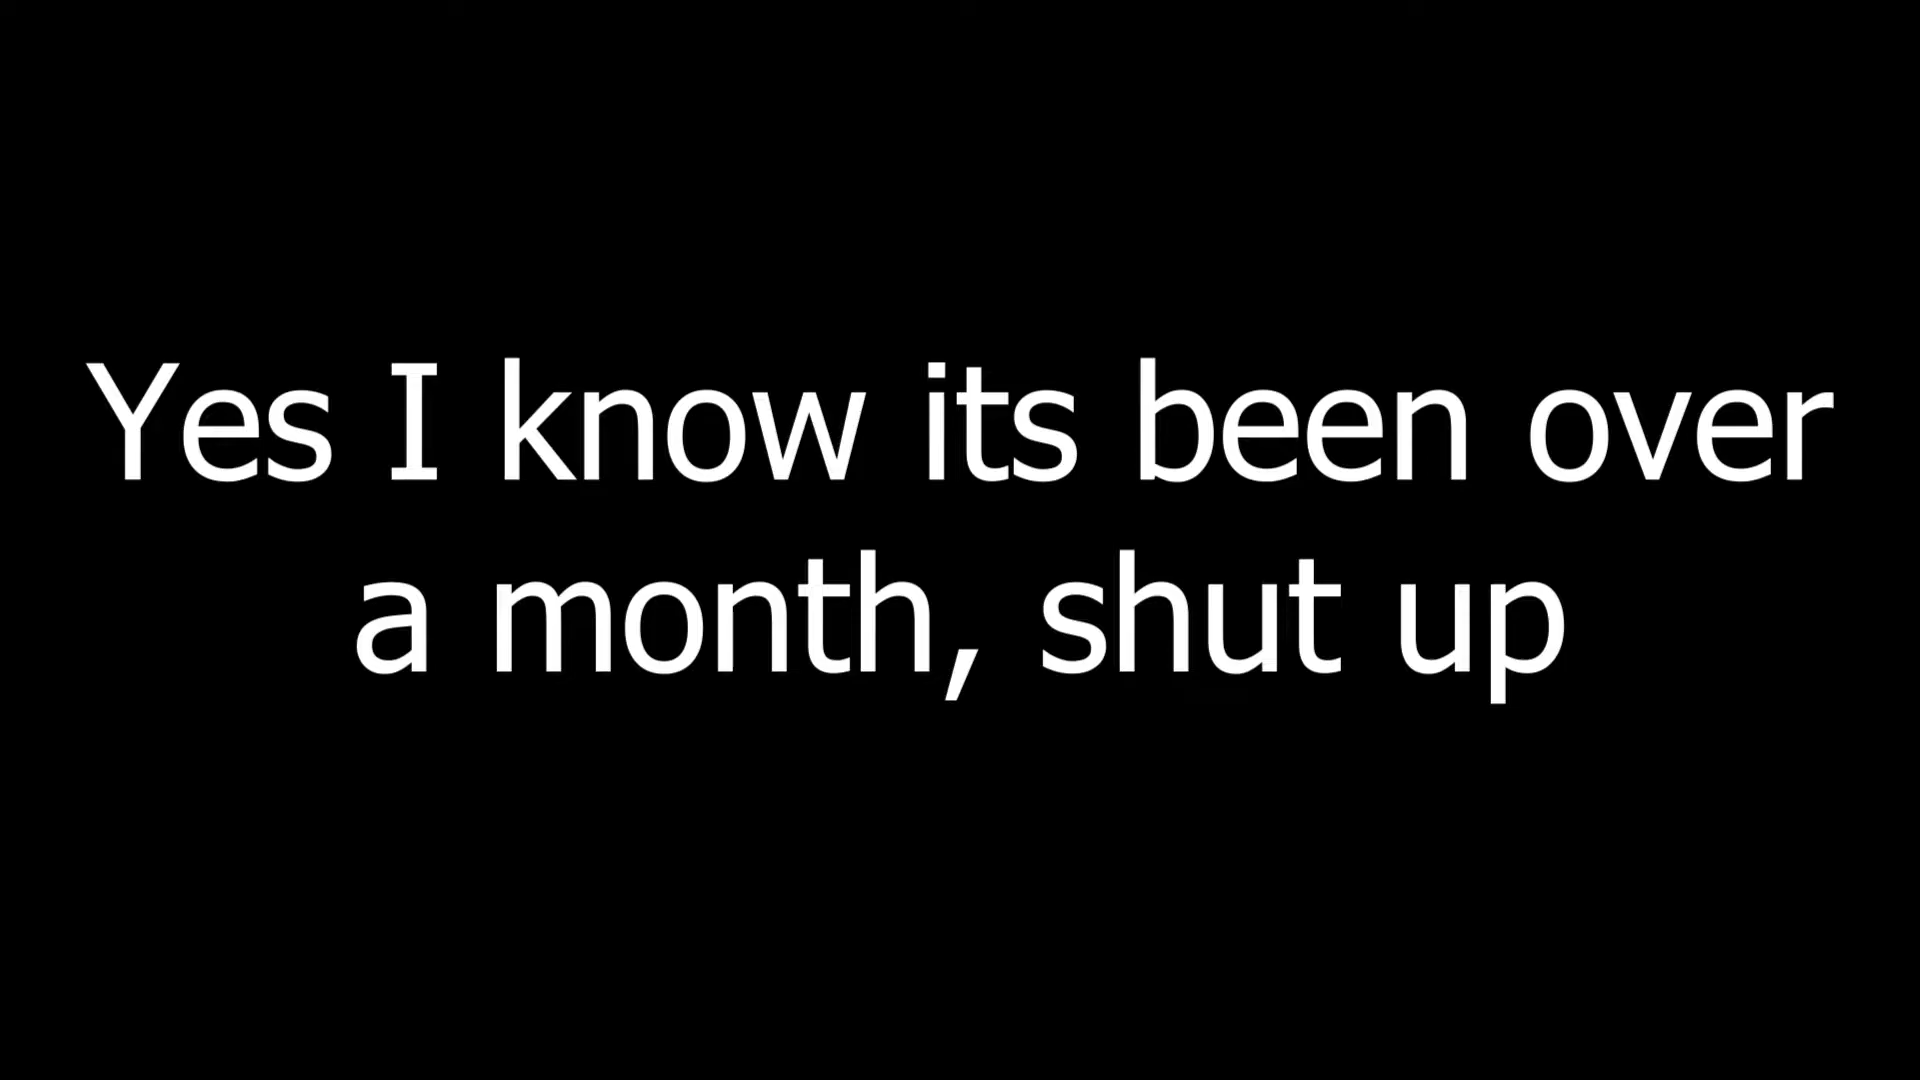 Yes I know its been over
a month, shut up